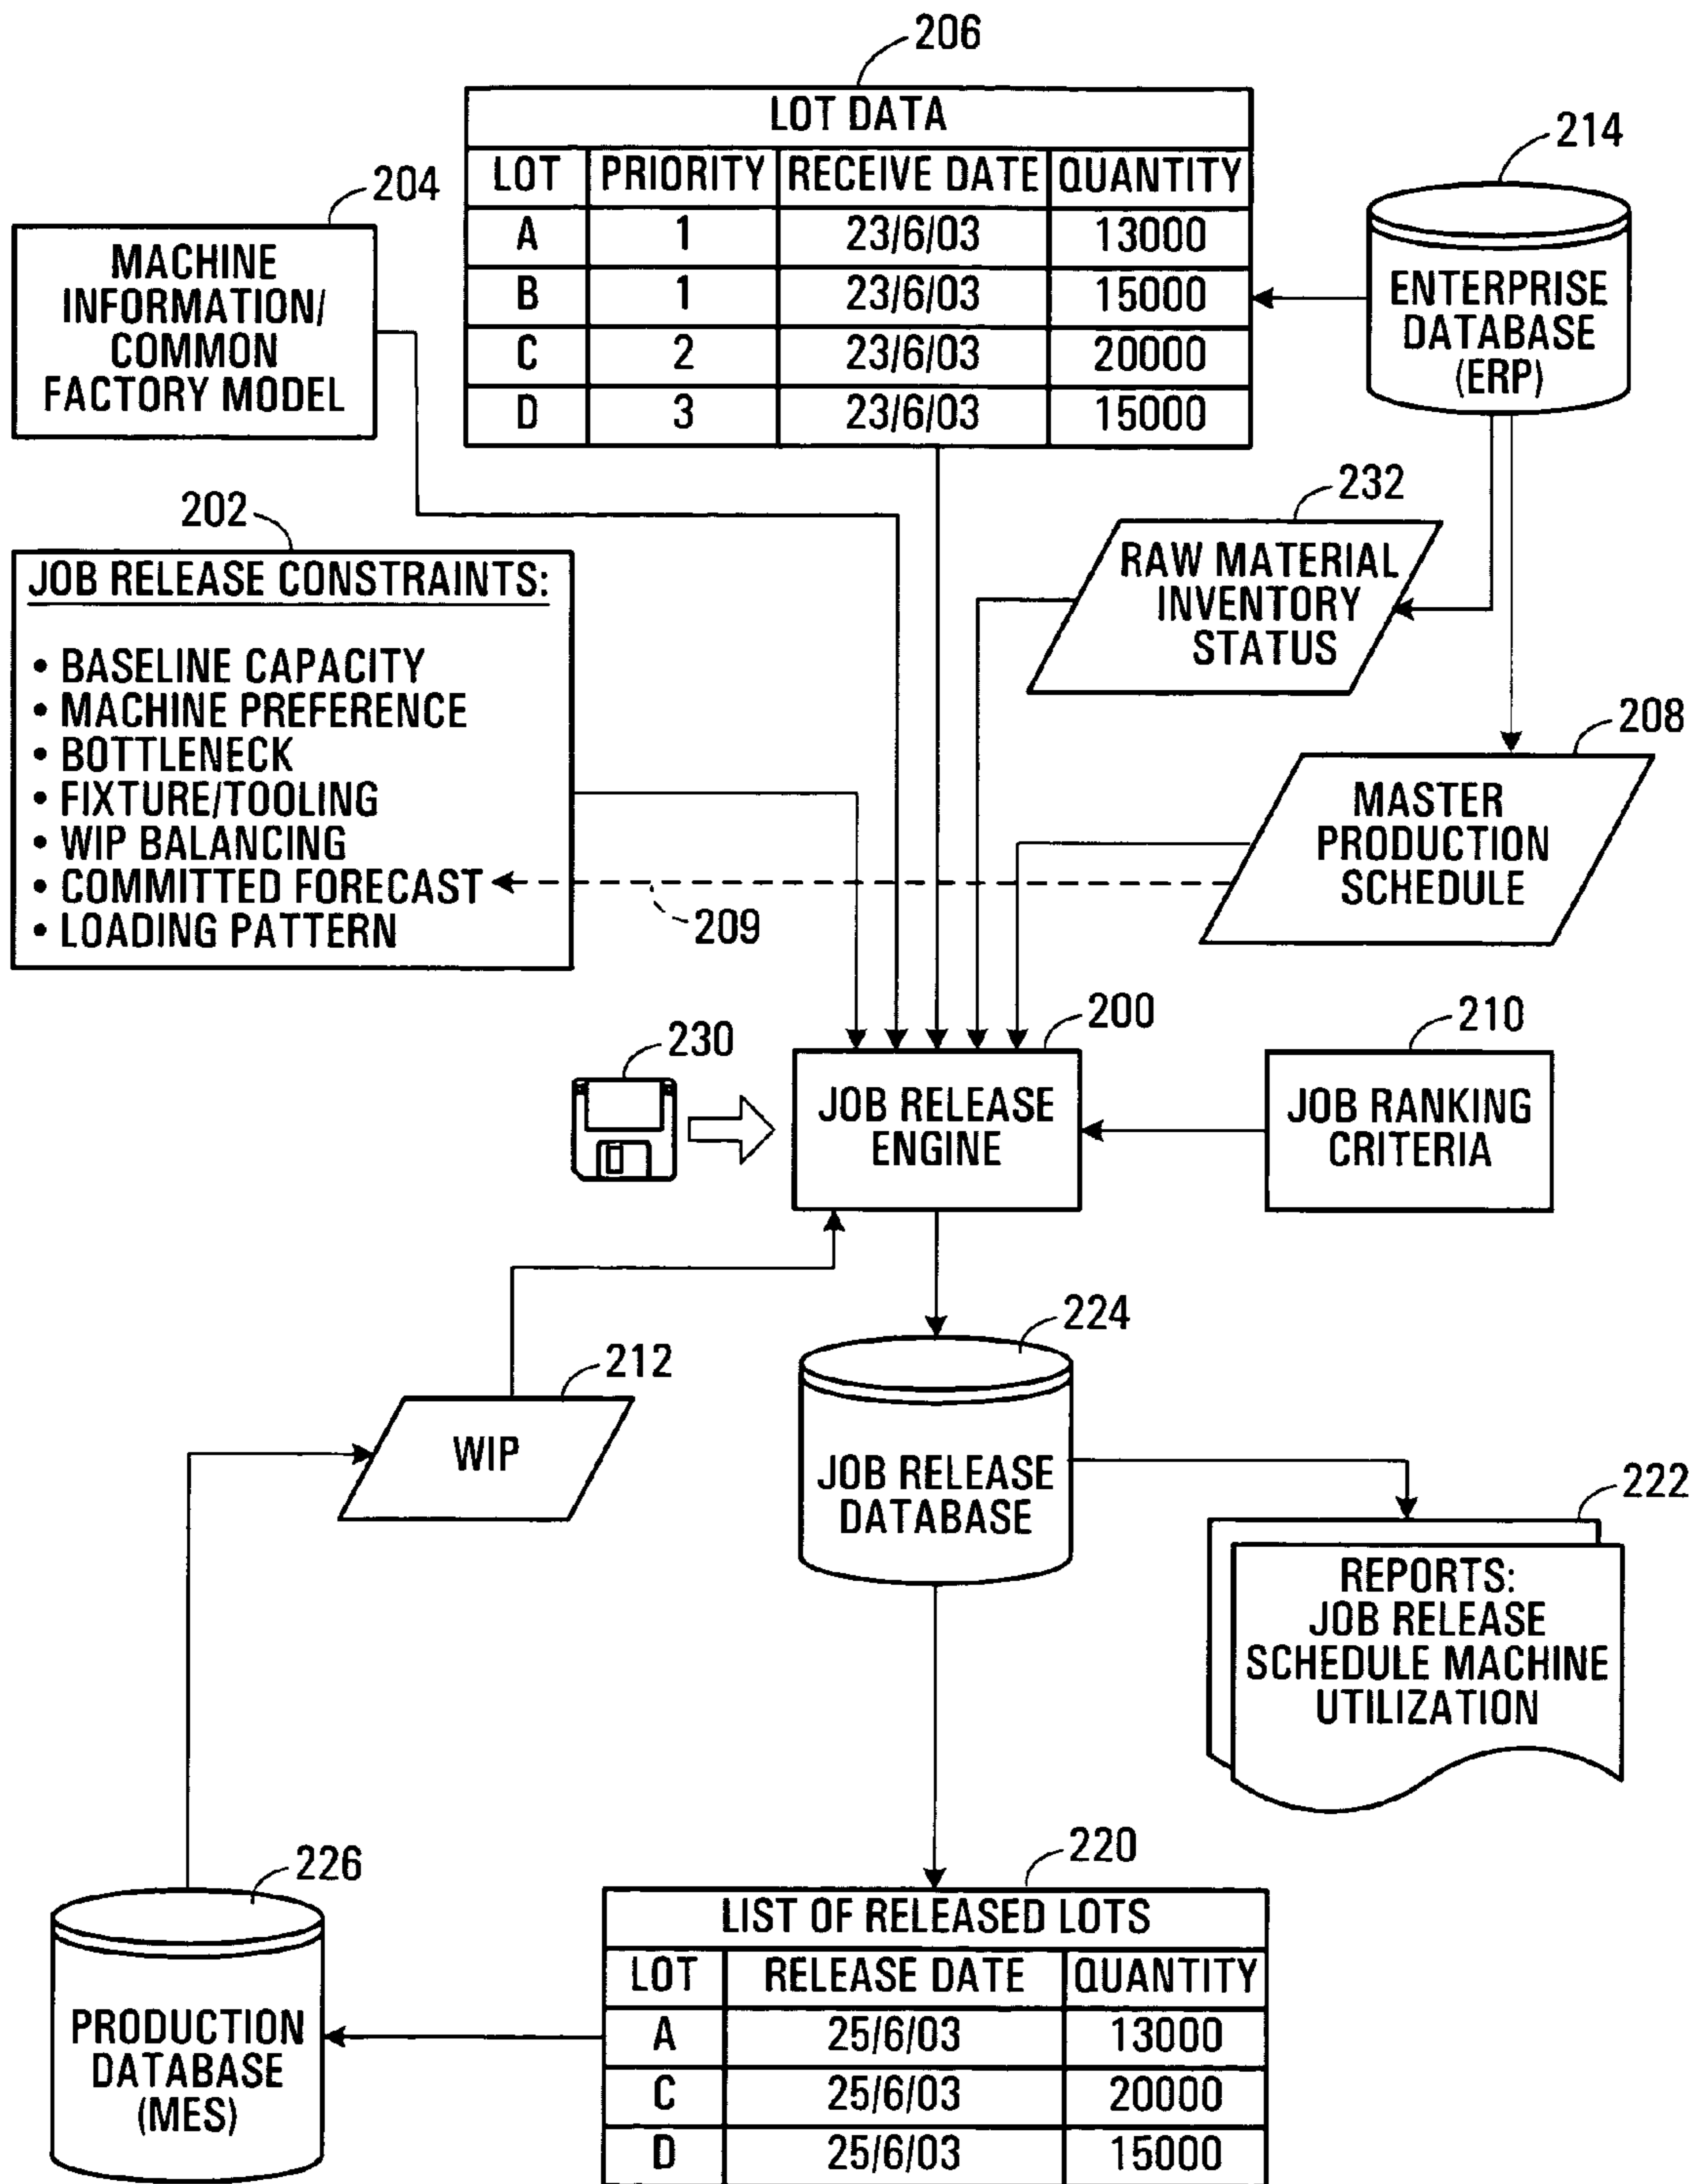 206
LOT DATA
LOT PRIORITY RECEIVE DATE QUANTITY
A 1 23/6/03 13000
B 1 23/6/03 15000
C 2 23/6/03 20000
D 3 23/6/03 15000
214
ENTERPRISE
DATABASE
(ERP)
204
MACHINE
INFORMATION/
COMMON
FACTORY MODEL
202
JOB RELEASE CONSTRAINTS:
• BASELINE CAPACITY
• MACHINE PREFERENCE
• BOTTLENECK
• FIXTURE/TOOLING
• WIP BALANCING
• COMMITTED FORECAST
• LOADING PATTERN
209
232
RAW MATERIAL
INVENTORY
STATUS
208
MASTER
PRODUCTION
SCHEDULE
230
200
JOB RELEASE
ENGINE
210
JOB RANKING
CRITERIA
212
WIP
224
JOB RELEASE
DATABASE
222
REPORTS:
JOB RELEASE
SCHEDULE MACHINE
UTILIZATION
226
PRODUCTION
DATABASE
(MES)
220
LIST OF RELEASED LOTS
LOT RELEASE DATE QUANTITY
A 25/6/03 13000
C 25/6/03 20000
D 25/6/03 15000